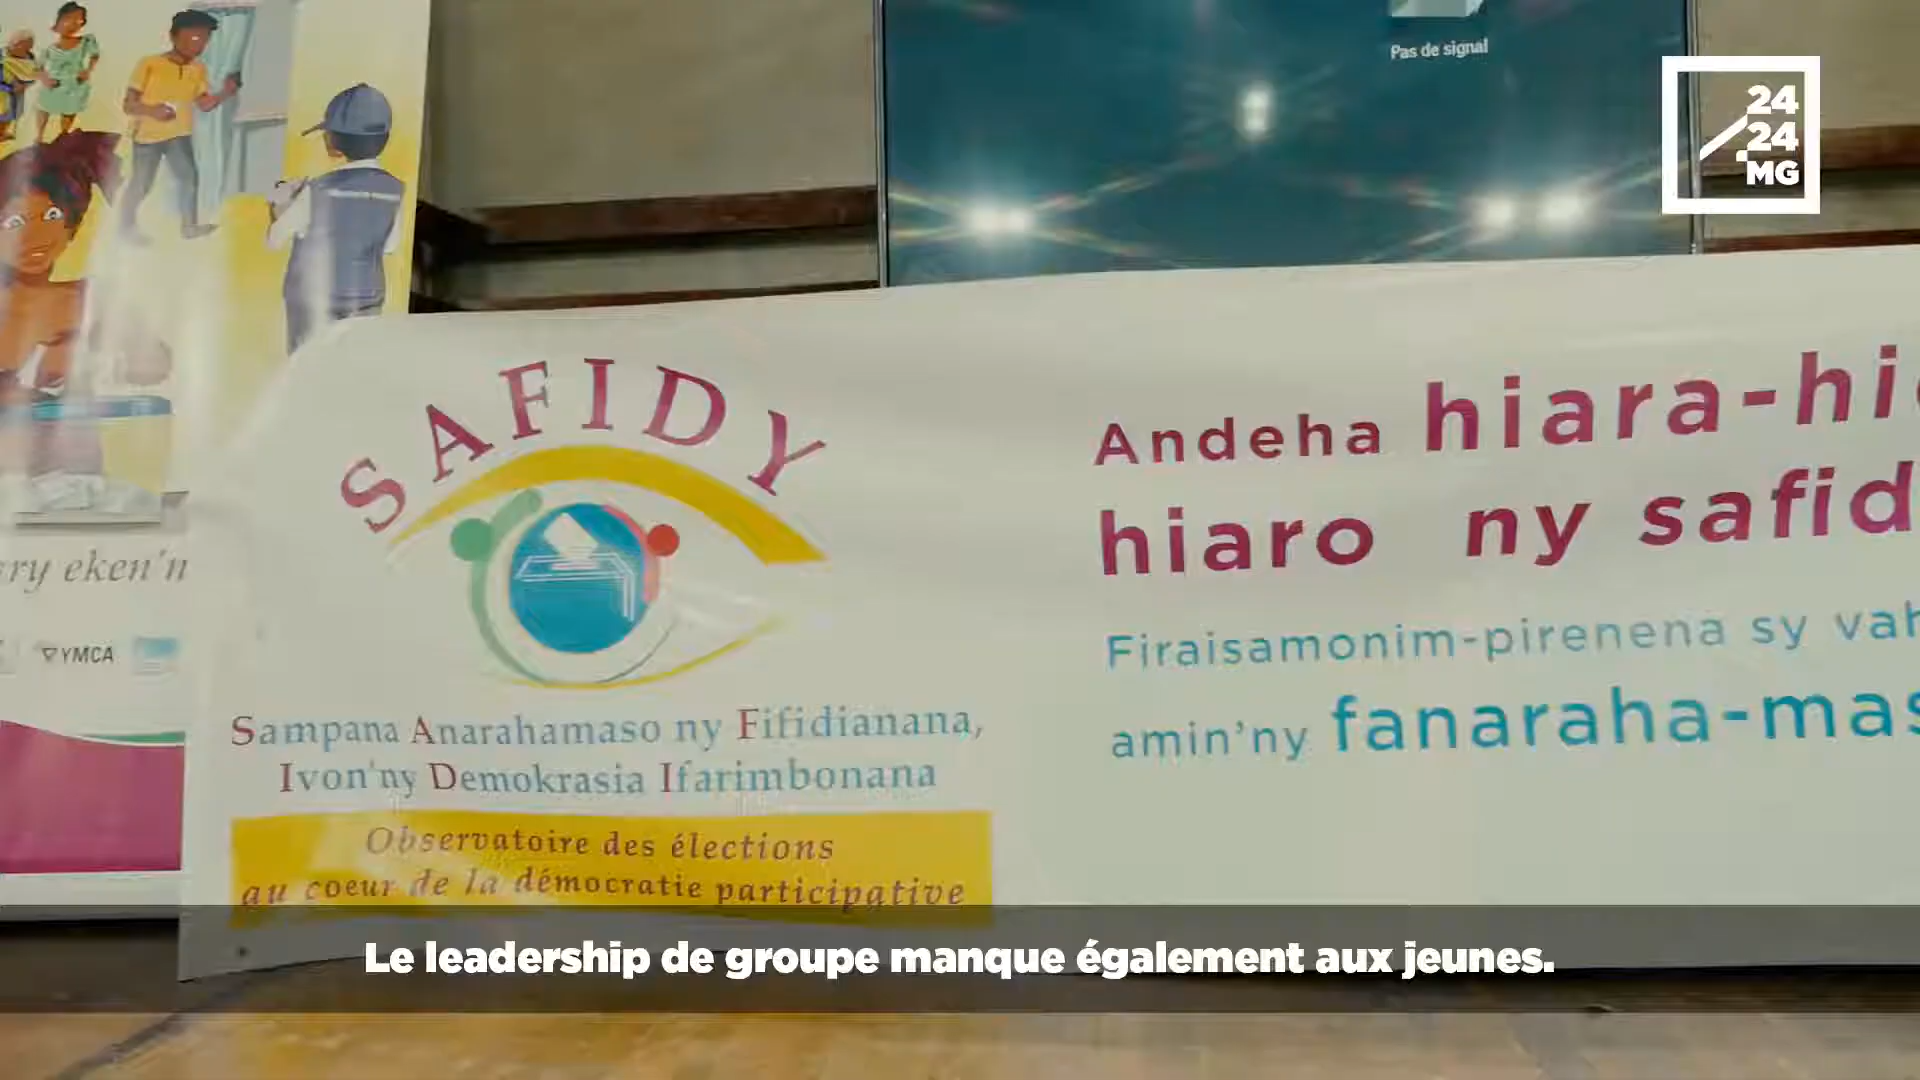 Pas de signal
24
24
MG
SAFIDY
Andeha hiara-hi
hiaro ny safid
Firaisamonim-pirenena sy vah
amin'ny fanaraha-mas
Sampana Anarahamaso ny Fifidianana,
Ivon'ny Demokrasia Ifarimbonana
Observatoire des élections
au coeur de la démocratie participative
ry eken'n
YMCA
Le leadership de groupe manque également aux jeunes.